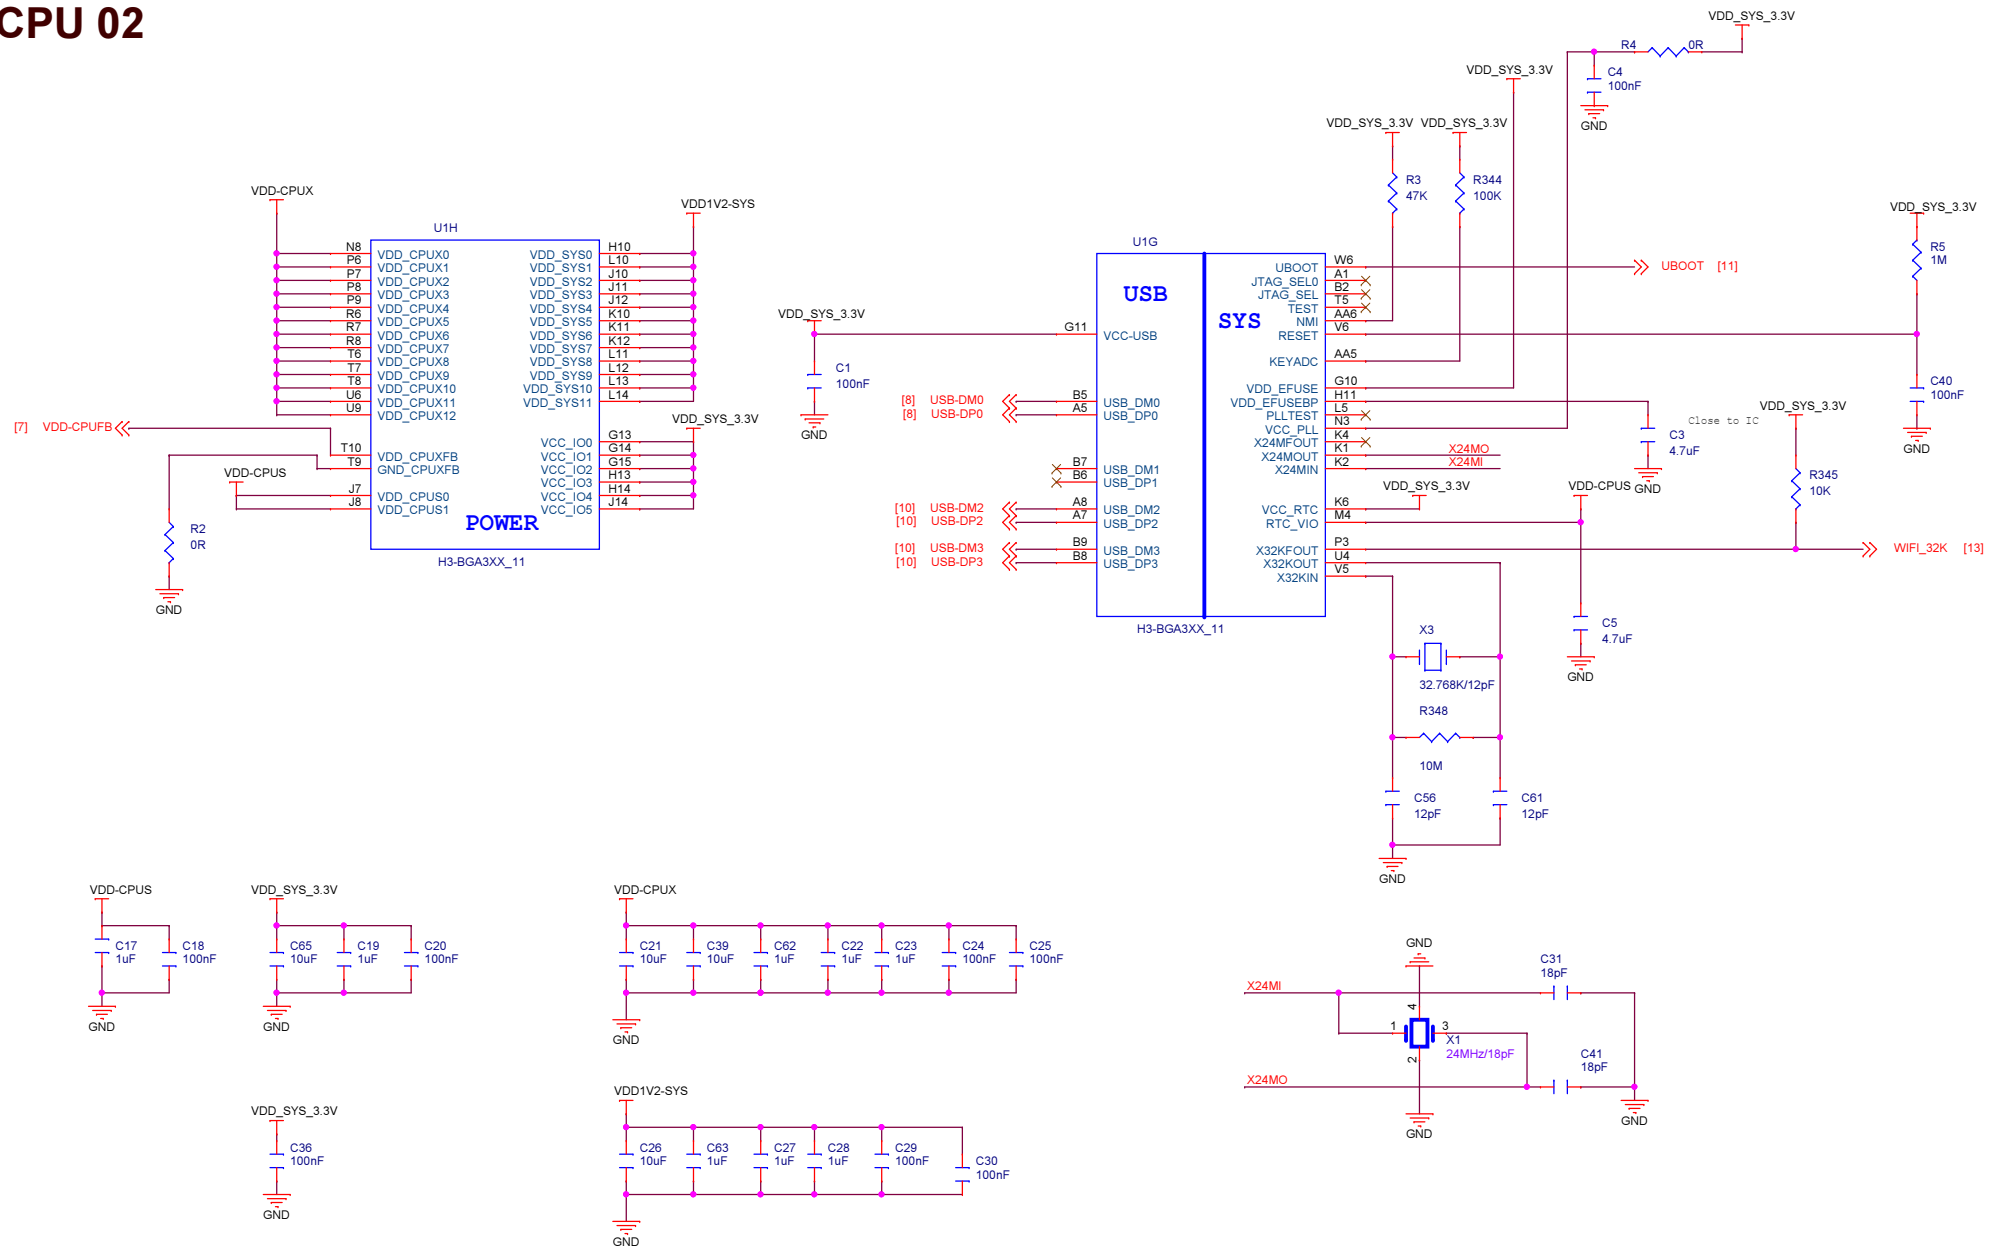 CPU 02
VDD_SYS_3.3V
R4 0R
C4
100nF
GND
VDD_SYS_3.3V
VDD_SYS_3.3V VDD_SYS_3.3V
R3
47K
R344
100K
VDD-CPUX
VDD1V2-SYS
U1H
N8 VDD_CPUX0
P6 VDD_CPUX1
P7 VDD_CPUX2
P8 VDD_CPUX3
P9 VDD_CPUX4
R6 VDD_CPUX5
R7 VDD_CPUX6
R8 VDD_CPUX7
T6 VDD_CPUX8
T7 VDD_CPUX9
T8 VDD_CPUX10
U6 VDD_CPUX11
U9 VDD_CPUX12
T10 VDD_CPUXFB
T9 GND_CPUXFB
J7 VDD_CPUS0
J8 VDD_CPUS1
VDD_SYS0 H10
VDD_SYS1 L10
VDD_SYS2 J10
VDD_SYS3 J11
VDD_SYS4 J12
VDD_SYS5 K10
VDD_SYS6 K11
VDD_SYS7 K12
VDD_SYS8 L11
VDD_SYS9 L12
VDD_SYS10 L13
VDD_SYS11 L14
VDD_SYS_3.3V
VCC_IO0 G13
VCC_IO1 G14
VCC_IO2 G15
VCC_IO3 H13
VCC_IO4 H14
VCC_IO5 J14
POWER
H3-BGA3XX_11
[7] VDD-CPUFB
VDD-CPUS
R2
0R
GND
VDD_SYS_3.3V
C1
100nF
GND
U1G
USB
SYS
G11 VCC-USB
[8] USB-DM0 B5 USB_DM0
[8] USB-DP0 A5 USB_DP0
B7 USB_DM1
B6 USB_DP1
[10] USB-DM2 A8 USB_DM2
[10] USB-DP2 A7 USB_DP2
[10] USB-DM3 B9 USB_DM3
[10] USB-DP3 B8 USB_DP3
UBOOT W6
JTAG_SEL0 A1
JTAG_SEL B2
TEST T5
NMI AA6
RESET V6
KEYADC AA5
VDD_EFUSE G10
VDD_EFUSEBP H11
PLLTEST L5
VCC_PLL N3
X24MFOUT K4
X24MOUT K1 X24MO
X24MIN K2 X24MI
VCC_RTC K6
RTC_VIO M4
X32KFOUT P3
X32KOUT U4
X32KIN V5
H3-BGA3XX_11
UBOOT [11]
VDD_SYS_3.3V
R5
1M
C40
100nF
GND
Close to IC
C3
4.7uF
GND
VDD_SYS_3.3V
R345
10K
VDD_SYS_3.3V
VDD-CPUS
WIFI_32K [13]
C5
4.7uF
GND
X3
32.768K/12pF
R348
10M
C56
12pF
C61
12pF
GND
VDD-CPUS
C17
1uF
C18
100nF
GND
VDD_SYS_3.3V
C65
10uF
C19
1uF
C20
100nF
GND
VDD-CPUX
C21
10uF
C39
10uF
C62
1uF
C22
1uF
C23
1uF
C24
100nF
C25
100nF
GND
GND
X24MI
C31
18pF
4
1
3
2
X1
24MHz/18pF
C41
18pF
X24MO
GND
GND
VDD_SYS_3.3V
C36
100nF
GND
VDD1V2-SYS
C26
10uF
C63
1uF
C27
1uF
C28
1uF
C29
100nF
C30
100nF
GND